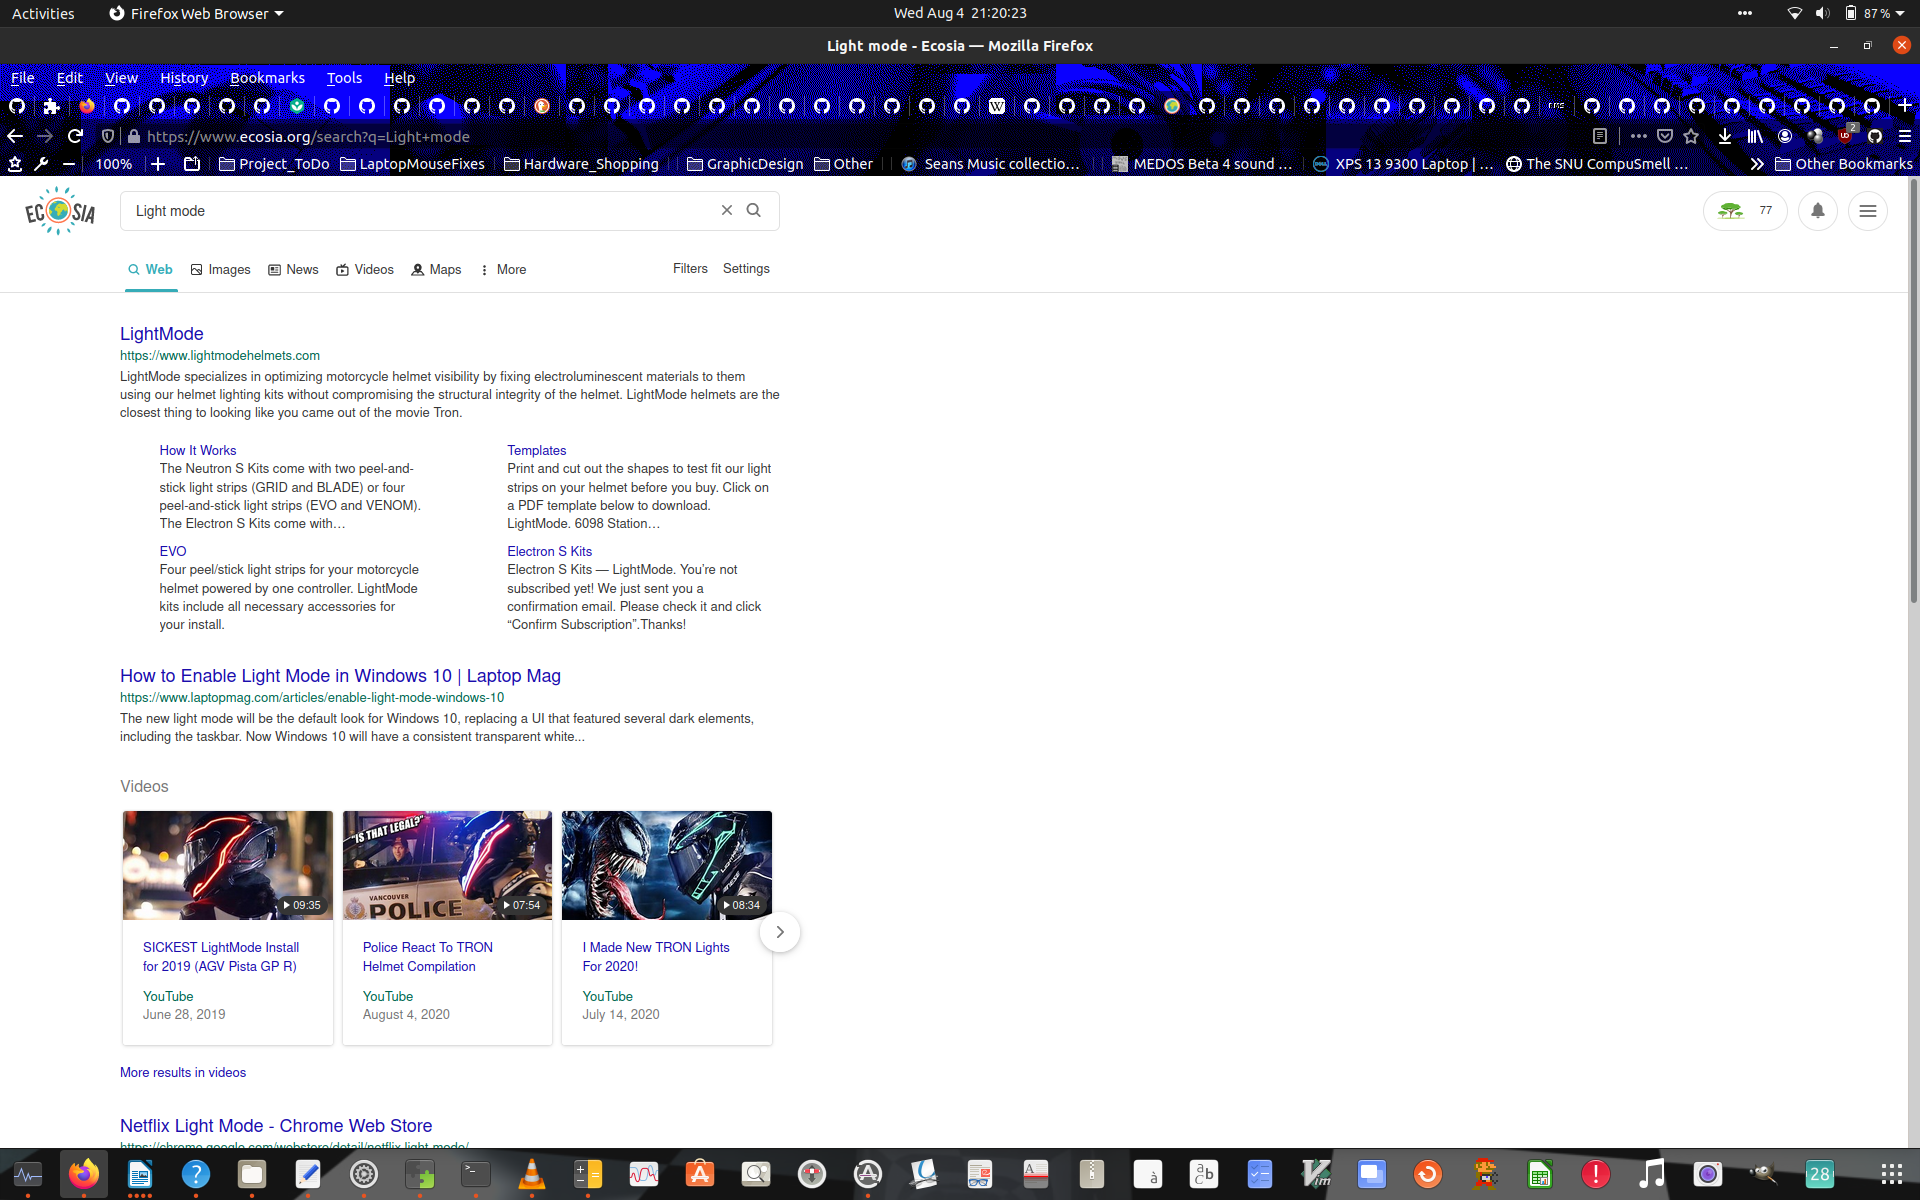 Activities
Firefox Web Browser
Wed Aug 4 21:20:23
87 %
Light mode - Ecosia — Mozilla Firefox
File Edit View History Bookmarks Tools Help
https://www.ecosia.org/search?q=Light+mode
2
100%
Project_ToDo
LaptopMouseFixes
Hardware_Shopping
GraphicDesign
Other
Seans Music collectio…
MEDOS Beta 4 sound …
XPS 13 9300 Laptop | …
The SNU CompuSmell …
Other Bookmarks
ECOSIA
Light mode
77
Web
Images
News
Videos
Maps
More
Filters
Settings
LightMode
https://www.lightmodehelmets.com
LightMode specializes in optimizing motorcycle helmet visibility by fixing electroluminescent materials to them
using our helmet lighting kits without compromising the structural integrity of the helmet. LightMode helmets are the
closest thing to looking like you came out of the movie Tron.
How It Works
The Neutron S Kits come with two peel-and-
stick light strips (GRID and BLADE) or four
peel-and-stick light strips (EVO and VENOM).
The Electron S Kits come with…
Templates
Print and cut out the shapes to test fit our light
strips on your helmet before you buy. Click on
a PDF template below to download.
LightMode. 6098 Station…
EVO
Four peel/stick light strips for your motorcycle
helmet powered by one controller. LightMode
kits include all necessary accessories for
your install.
Electron S Kits
Electron S Kits — LightMode. You’re not
subscribed yet! We just sent you a
confirmation email. Please check it and click
“Confirm Subscription”.Thanks!
How to Enable Light Mode in Windows 10 | Laptop Mag
https://www.laptopmag.com/articles/enable-light-mode-windows-10
The new light mode will be the default look for Windows 10, replacing a UI that featured several dark elements,
including the taskbar. Now Windows 10 will have a consistent transparent white...
Videos
09:35
"IS THAT LEGAL?"
VANCOUVER
POLICE
07:54
08:34
SICKEST LightMode Install
for 2019 (AGV Pista GP R)
YouTube
June 28, 2019
Police React To TRON
Helmet Compilation
YouTube
August 4, 2020
I Made New TRON Lights
For 2020!
YouTube
July 14, 2020
More results in videos
Netflix Light Mode - Chrome Web Store
https://chrome.google.com/webstore/detail/netflix-light-mode/
28